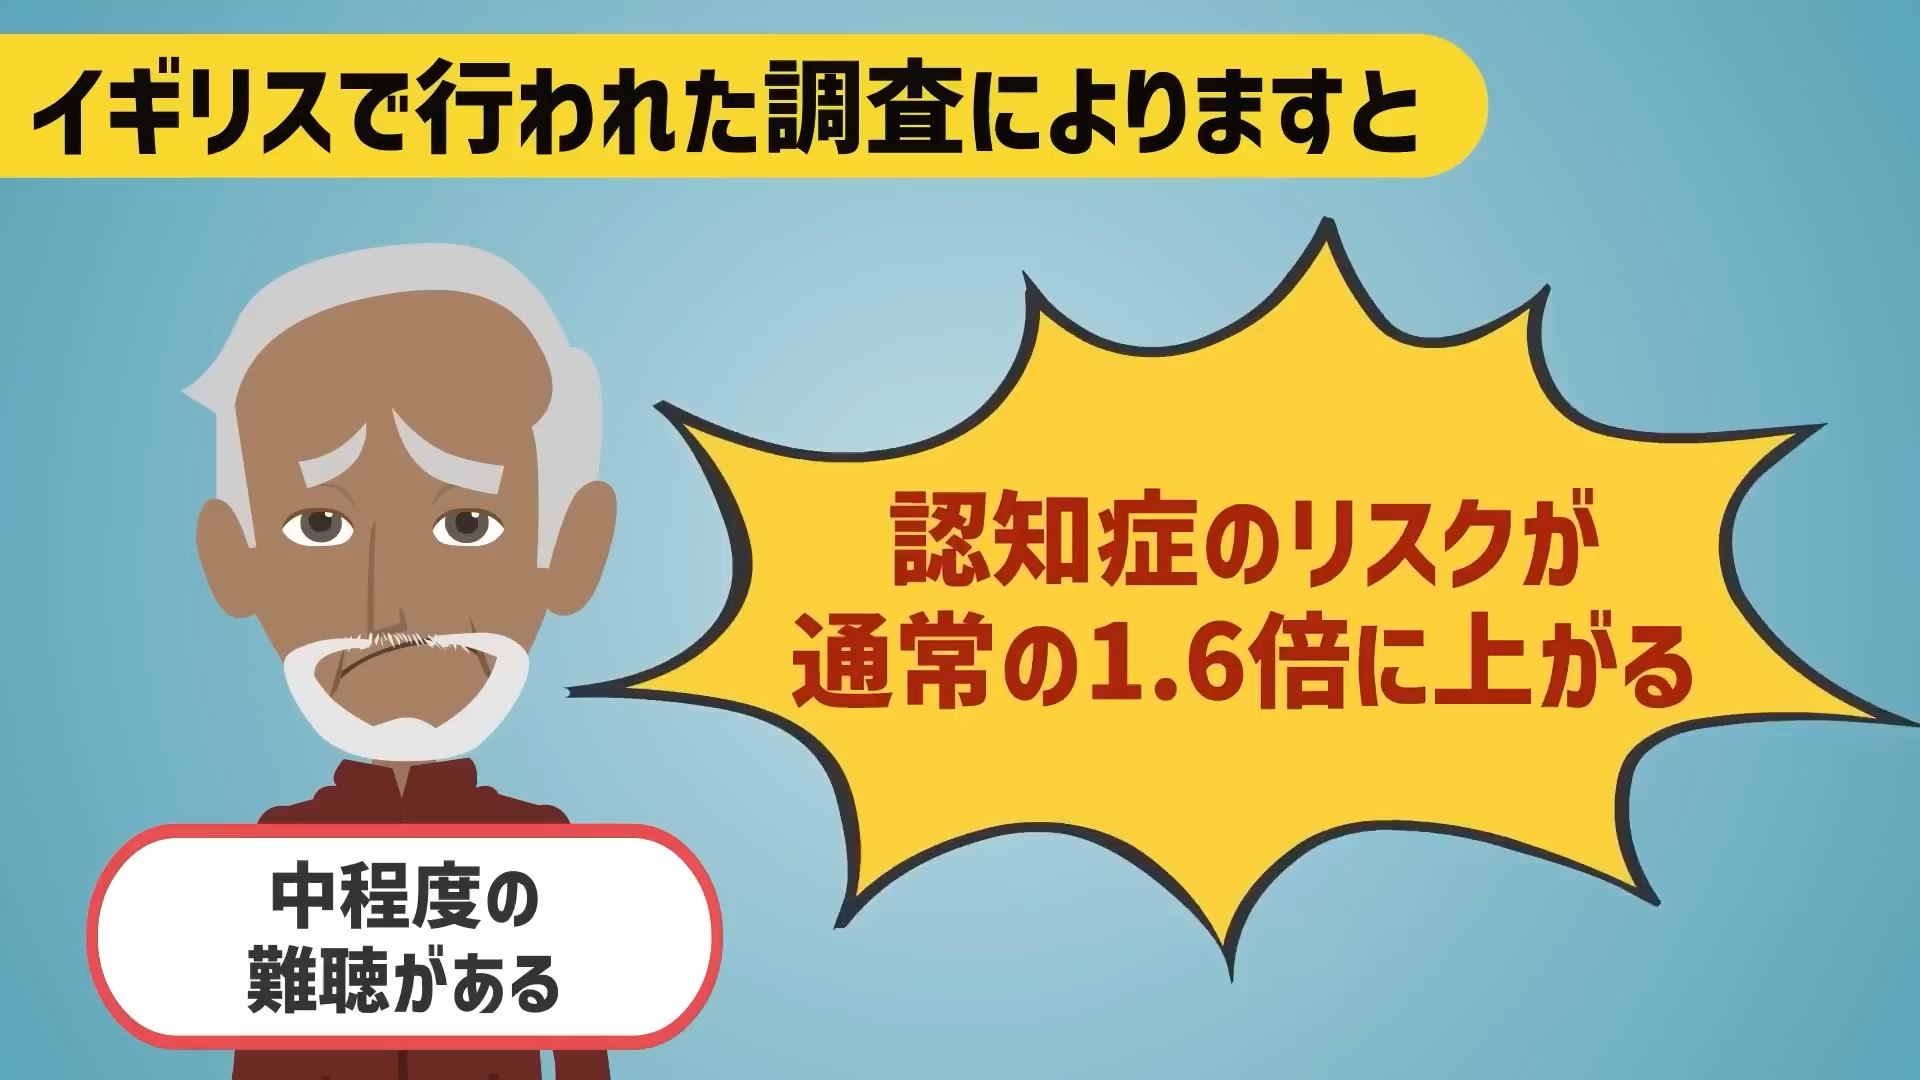 イギリスで行われた調査によりますと
認知症のリスクが
通常の1.6倍に上がる
中程度の
難聴がある